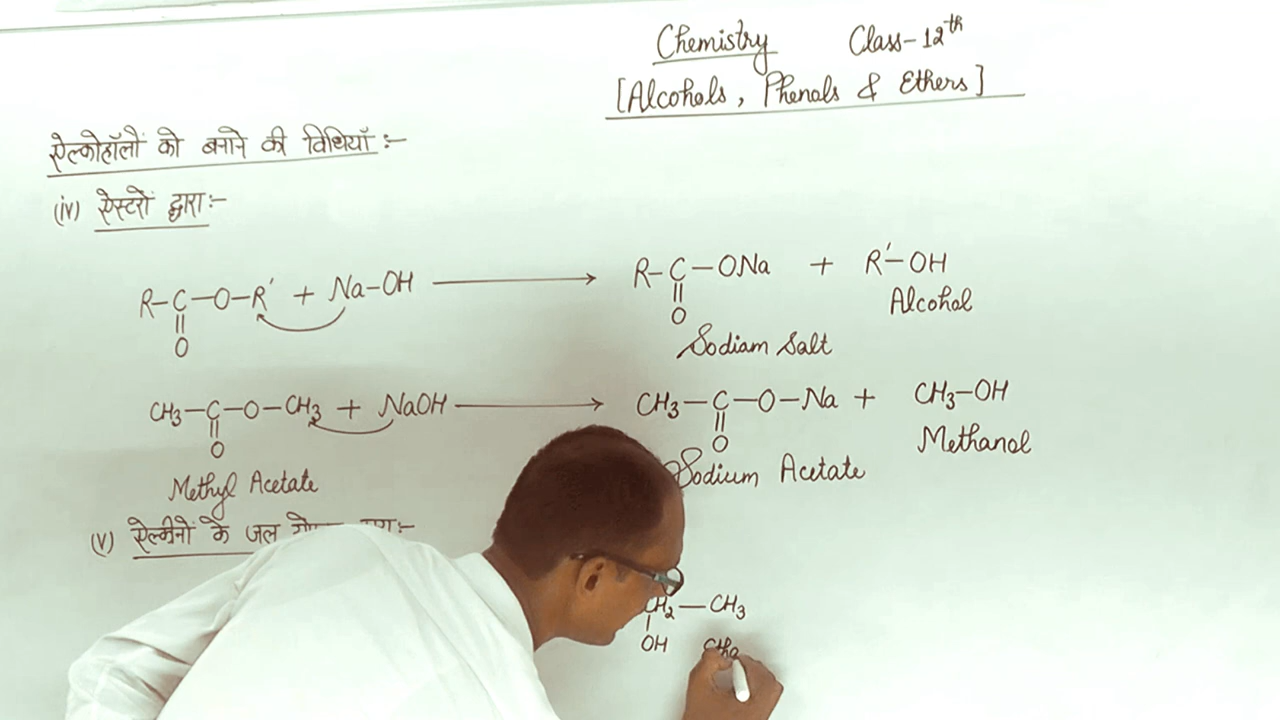 Chemistry Class-12th
[Alcohols, Phenols & Ethers]
ऐल्कोहॉलों को बनाने की विधियाँ :-
(iv) ऐस्टरों द्वारा :-
R-C-O-R' + Na-OH ⟶ R-C-ONa + R'-OH
|| || Alcohol
O O
Sodiam Salt
CH3-C-O-CH3 + NaOH ⟶ CH3-C-O-Na + CH3-OH
|| || Methanol
O O
Methyl Acetate Sodium Acetate
(v) ऐल्कीनों के जल
CH2-CH3
|
OH Etha